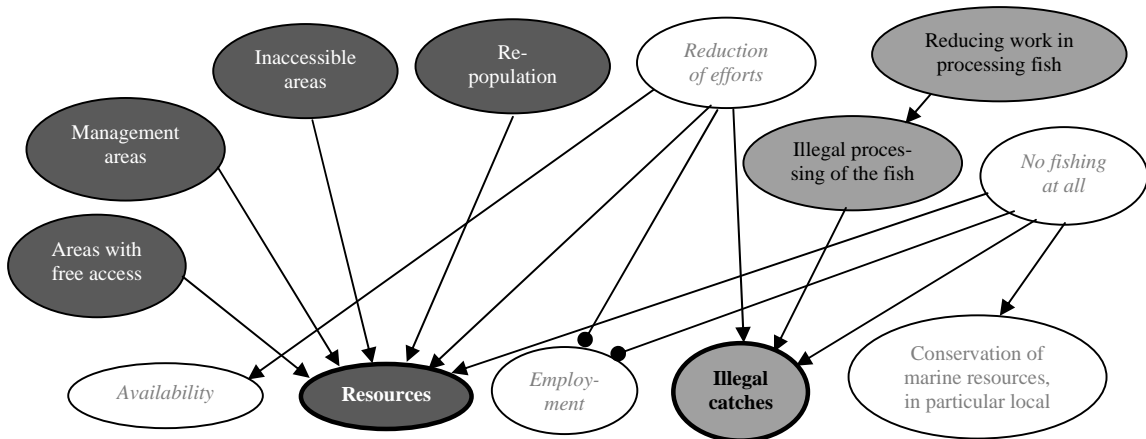 Inaccessible
areas
Re-
population
Reduction
of efforts
Reducing work in
processing fish
Management
areas
Illegal proces-
sing of the fish
No fishing
at all
Areas with
free access
Availability
Resources
Employ-
ment
Illegal
catches
Conservation of
marine resources,
in particular local